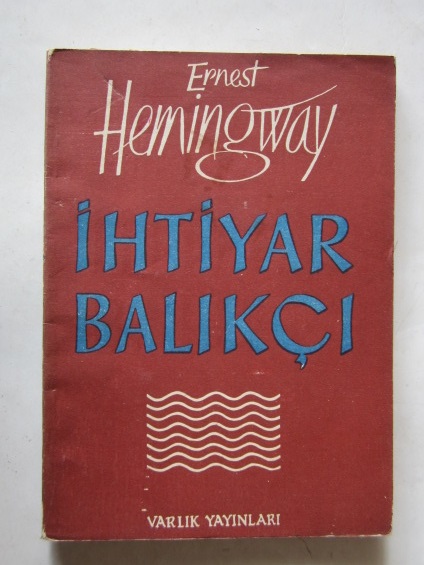 Ernest
Hemingway
İHTİYAR
BALIKÇI
VARLIK YAYINLARI